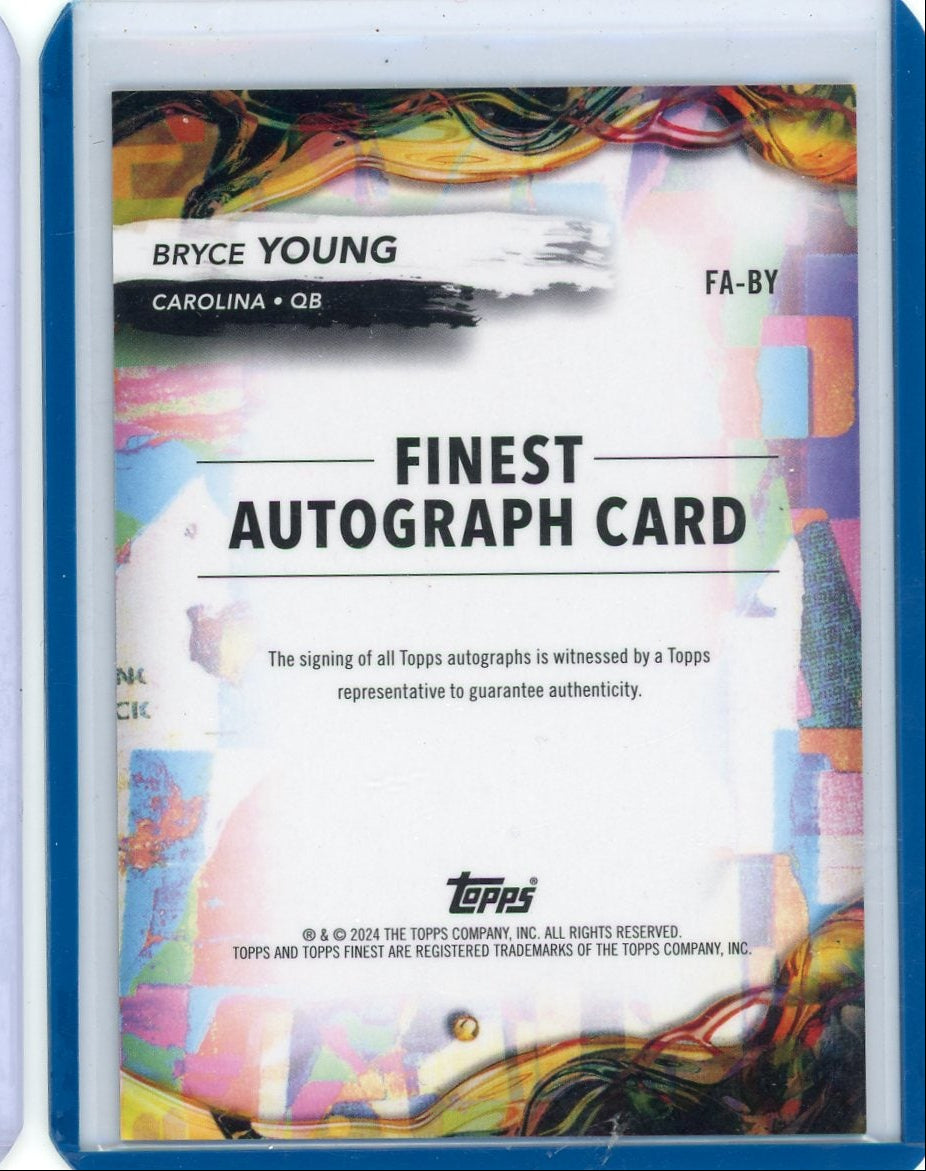 BRYCE YOUNG
CAROLINA • QB
FA-BY
FINEST
AUTOGRAPH CARD
The signing of all Topps autographs is witnessed by a Topps
representative to guarantee authenticity.
Topps®
® & © 2024 THE TOPPS COMPANY, INC. ALL RIGHTS RESERVED.
TOPPS AND TOPPS FINEST ARE REGISTERED TRADEMARKS OF THE TOPPS COMPANY, INC.